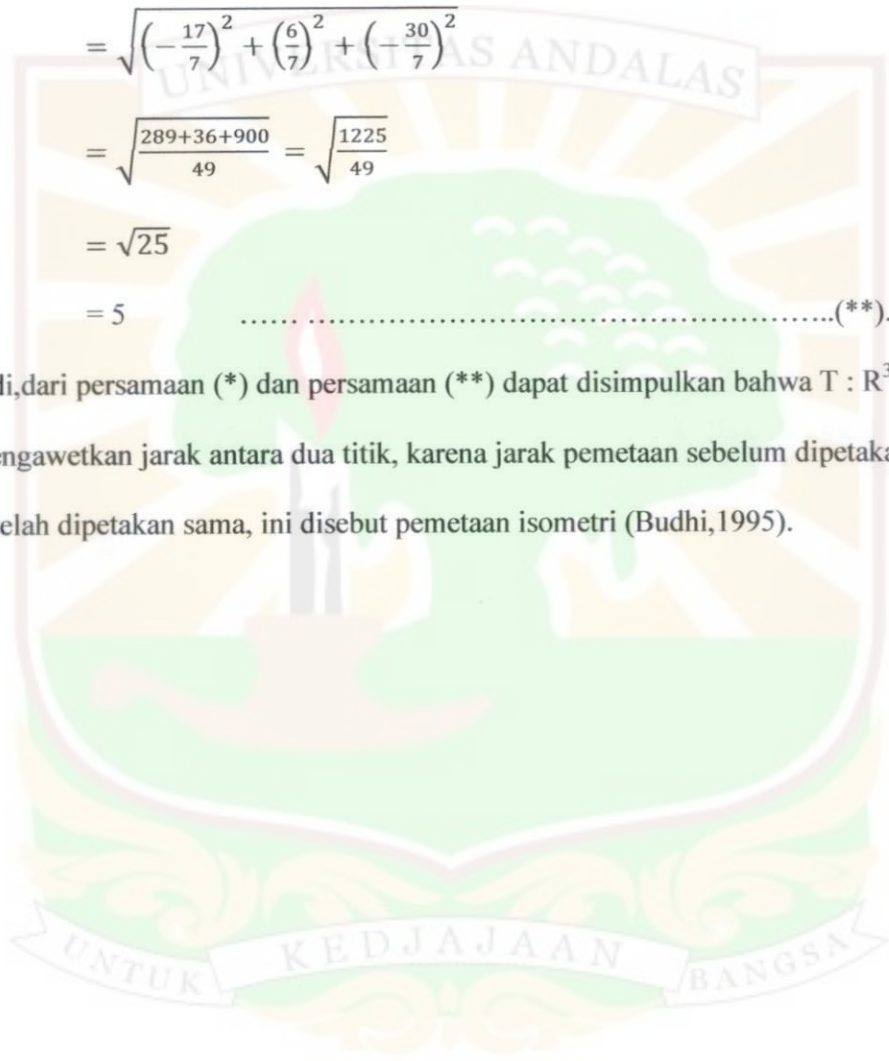 = √((−17/7)² + (6/7)² + (−30/7)²)
UNIVERSITAS ANDALAS
= √((289+36+900)/49) = √(1225/49)
= √25
= 5 ……………………………………………………………..(**).
di,dari persamaan (*) dan persamaan (**) dapat disimpulkan bahwa T : R³
engawetkan jarak antara dua titik, karena jarak pemetaan sebelum dipetaka
elah dipetakan sama, ini disebut pemetaan isometri (Budhi,1995).
UNTUK KEDJAJAAN BANGSA